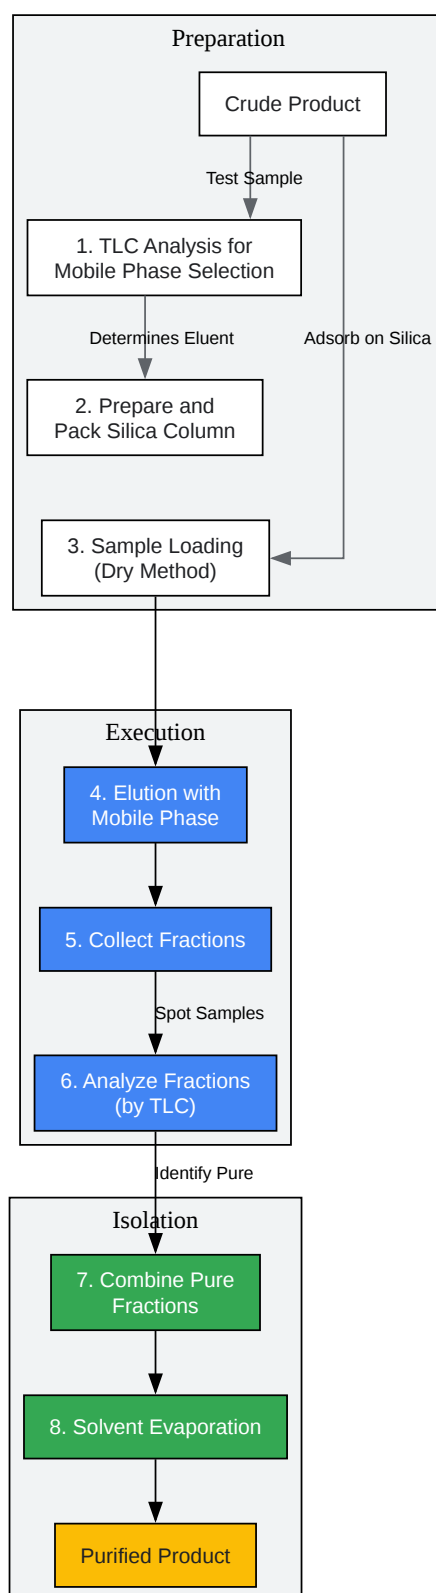 Preparation
Crude Product
Test Sample
1. TLC Analysis for
Mobile Phase Selection
Determines Eluent
Adsorb on Silica
2. Prepare and
Pack Silica Column
3. Sample Loading
(Dry Method)
Execution
4. Elution with
Mobile Phase
5. Collect Fractions
Spot Samples
6. Analyze Fractions
(by TLC)
Identify Pure
Isolation
7. Combine Pure
Fractions
8. Solvent Evaporation
Purified Product